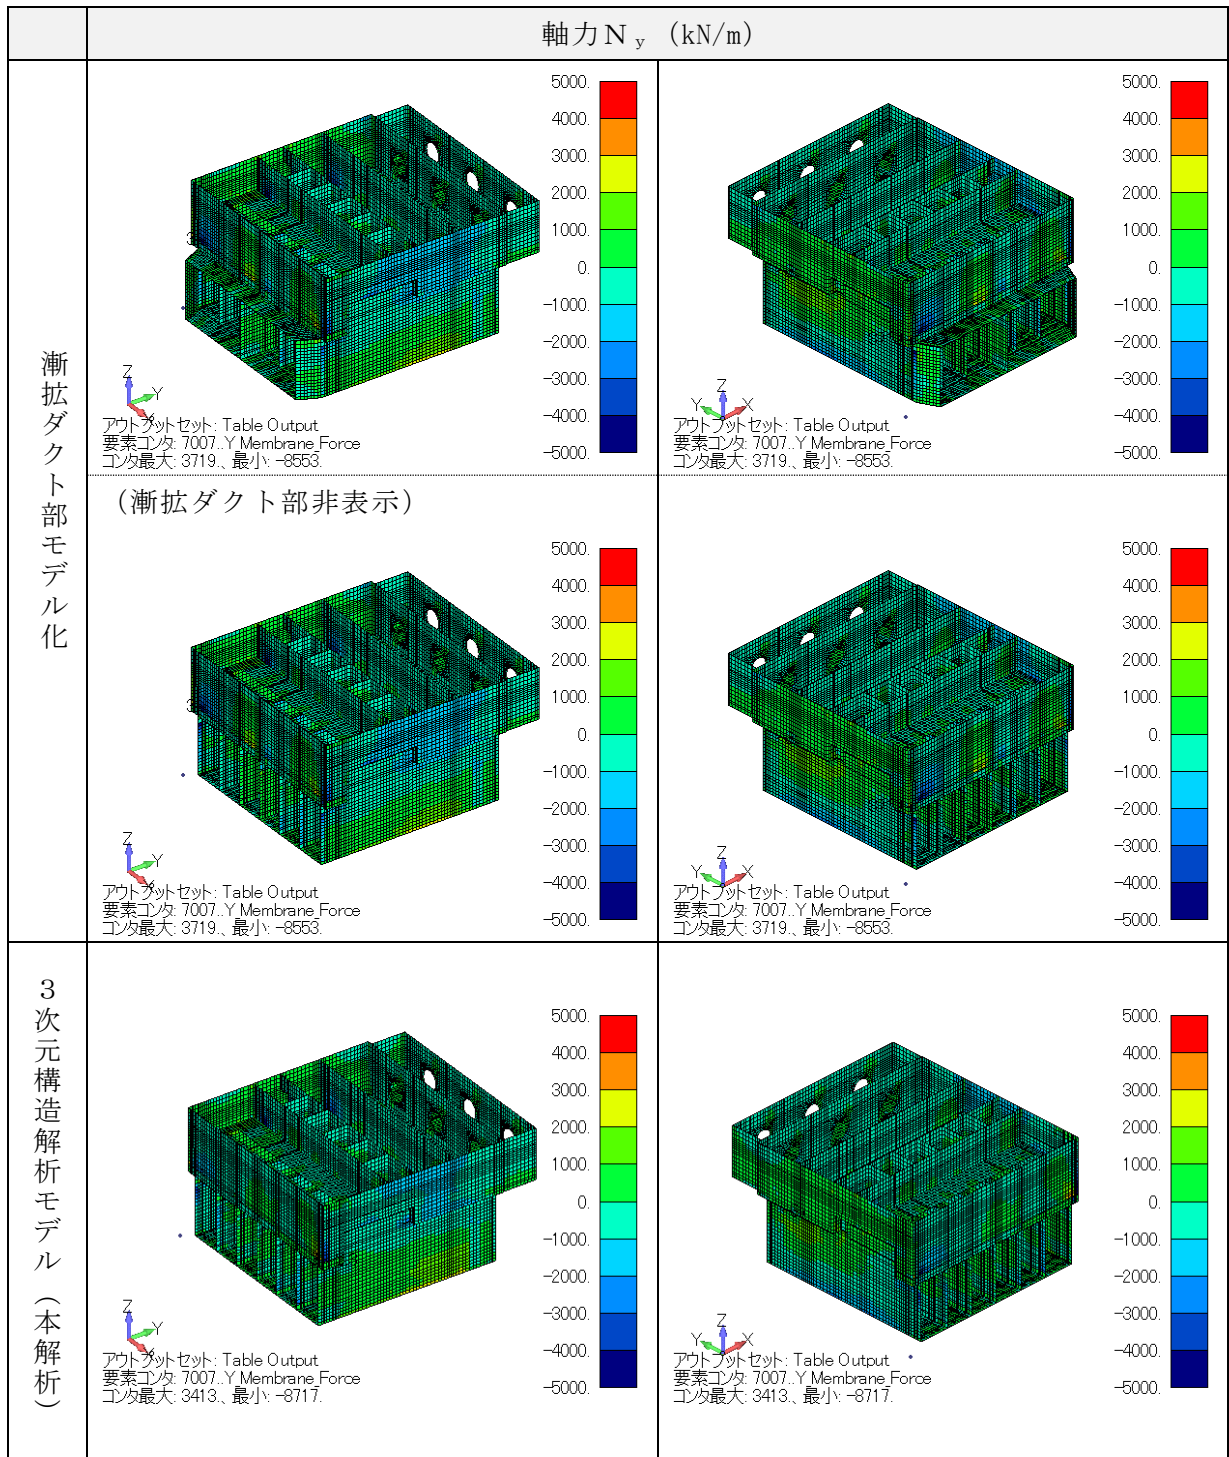 軸力Ｎｙ (kN/m)
漸拡ダクト部モデル化
5000.
4000.
3000.
2000.
1000.
0.
-1000.
-2000.
-3000.
-4000.
-5000.
Z
Y
X
アウトプットセット: Table Output
要素コンタ: 7007..Y Membrane Force
コンタ最大: 3719.、最小: -8553.
5000.
4000.
3000.
2000.
1000.
0.
-1000.
-2000.
-3000.
-4000.
-5000.
Z
Y X
アウトプットセット: Table Output
要素コンタ: 7007..Y Membrane Force
コンタ最大: 3719.、最小: -8553.
（漸拡ダクト部非表示）
5000.
4000.
3000.
2000.
1000.
0.
-1000.
-2000.
-3000.
-4000.
-5000.
Z
Y
X
アウトプットセット: Table Output
要素コンタ: 7007..Y Membrane Force
コンタ最大: 3719.、最小: -8553.
5000.
4000.
3000.
2000.
1000.
0.
-1000.
-2000.
-3000.
-4000.
-5000.
Z
Y X
アウトプットセット: Table Output
要素コンタ: 7007..Y Membrane Force
コンタ最大: 3719.、最小: -8553.
３次元構造解析モデル（本解析）
5000.
4000.
3000.
2000.
1000.
0.
-1000.
-2000.
-3000.
-4000.
-5000.
Z
Y
X
アウトプットセット: Table Output
要素コンタ: 7007..Y Membrane Force
コンタ最大: 3413.、最小: -8717.
5000.
4000.
3000.
2000.
1000.
0.
-1000.
-2000.
-3000.
-4000.
-5000.
Z
Y X
アウトプットセット: Table Output
要素コンタ: 7007..Y Membrane Force
コンタ最大: 3413.、最小: -8717.